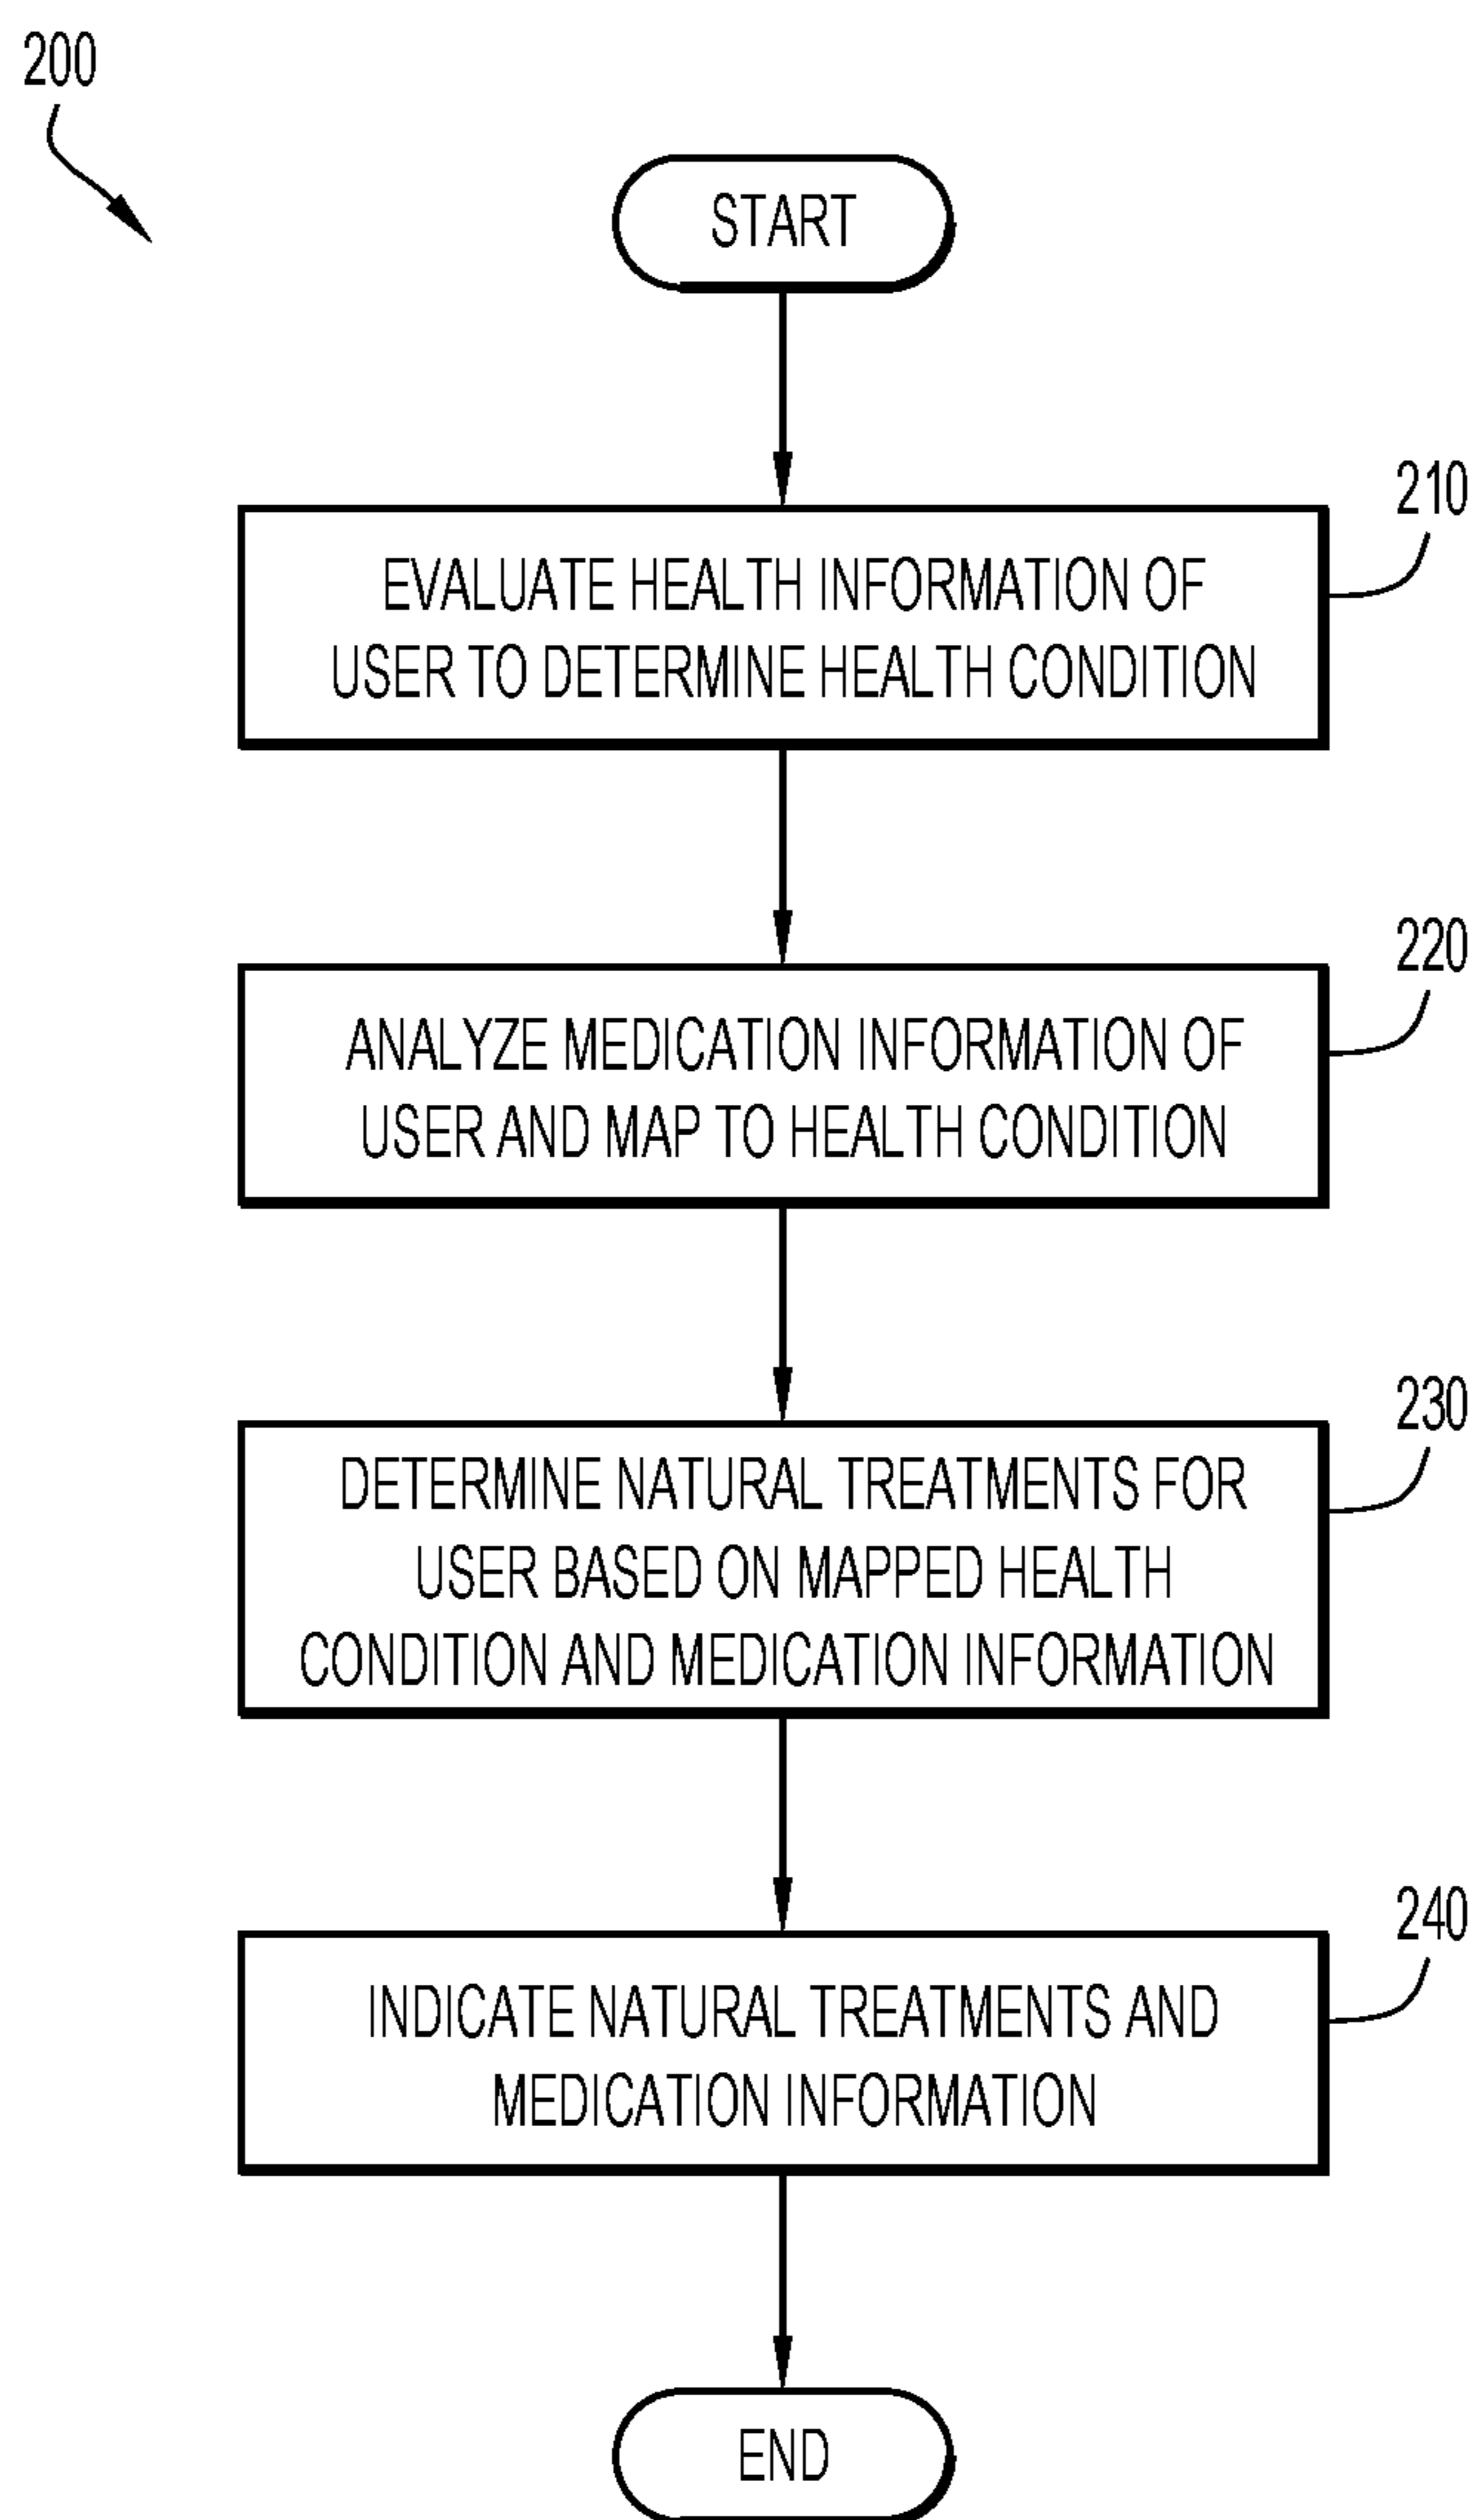 200
START
210
EVALUATE HEALTH INFORMATION OF
USER TO DETERMINE HEALTH CONDITION
220
ANALYZE MEDICATION INFORMATION OF
USER AND MAP TO HEALTH CONDITION
230
DETERMINE NATURAL TREATMENTS FOR
USER BASED ON MAPPED HEALTH
CONDITION AND MEDICATION INFORMATION
240
INDICATE NATURAL TREATMENTS AND
MEDICATION INFORMATION
END